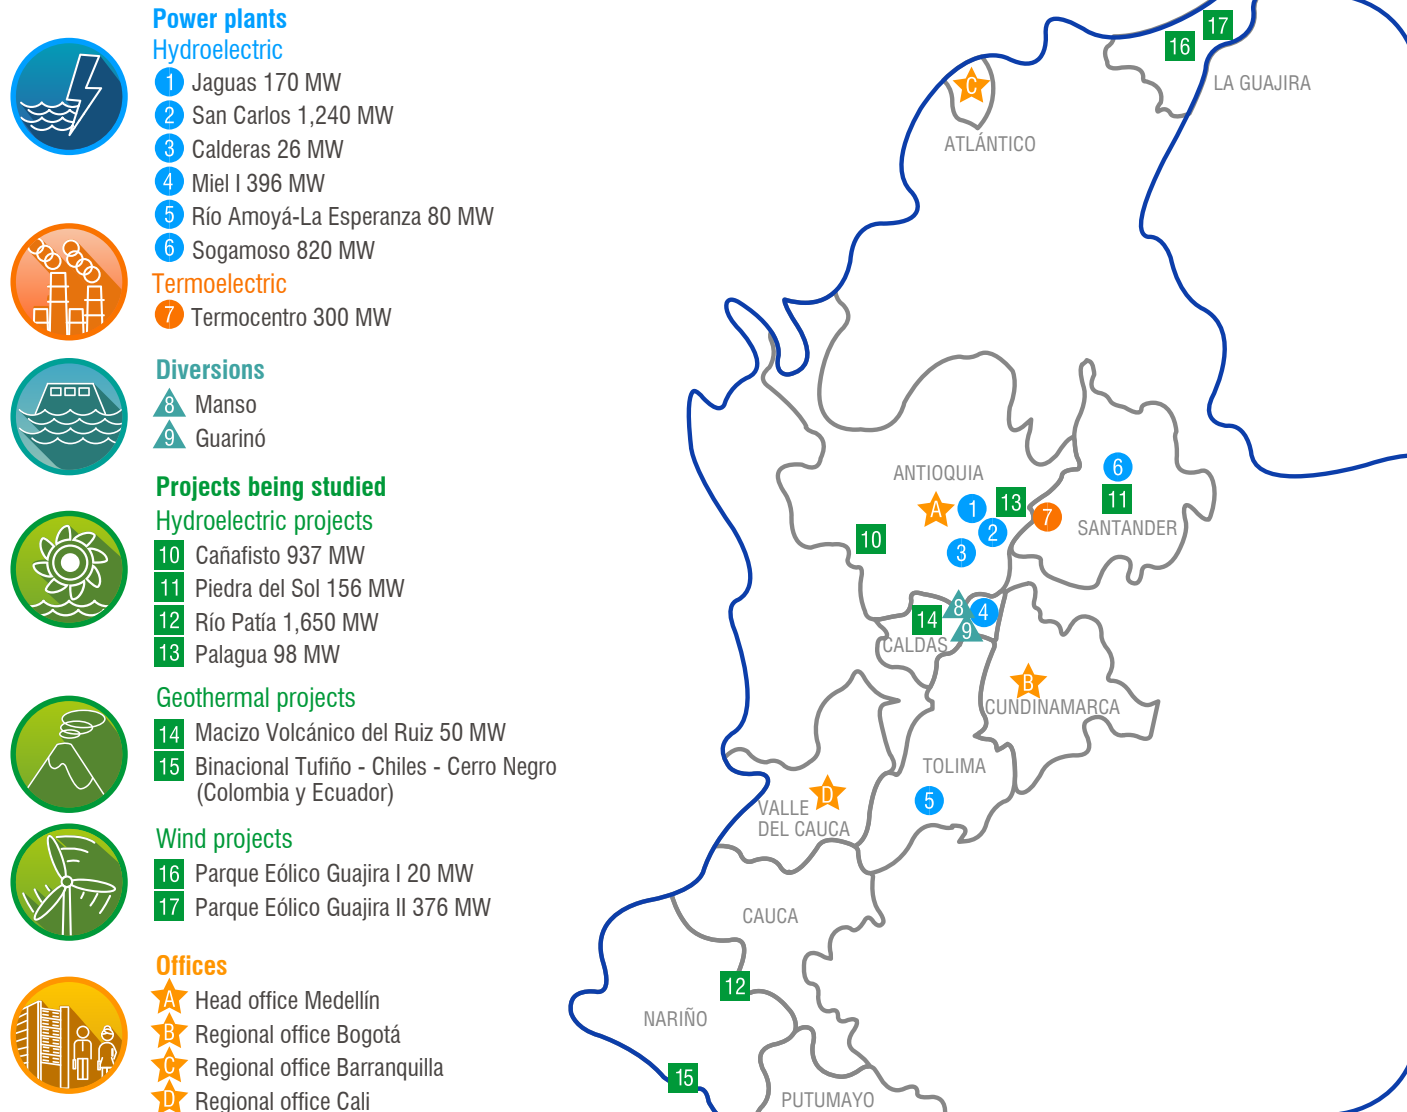 Power plants
Hydroelectric
1 Jaguas 170 MW
2 San Carlos 1,240 MW
3 Calderas 26 MW
4 Miel I 396 MW
5 Río Amoyá-La Esperanza 80 MW
6 Sogamoso 820 MW
Termoelectric
7 Termocentro 300 MW
Diversions
8 Manso
9 Guarinó
Projects being studied
Hydroelectric projects
10 Cañafisto 937 MW
11 Piedra del Sol 156 MW
12 Río Patía 1,650 MW
13 Palagua 98 MW
Geothermal projects
14 Macizo Volcánico del Ruiz 50 MW
15 Binacional Tufiño - Chiles - Cerro Negro
(Colombia y Ecuador)
Wind projects
16 Parque Eólico Guajira I 20 MW
17 Parque Eólico Guajira II 376 MW
Offices
A Head office Medellín
B Regional office Bogotá
C Regional office Barranquilla
D Regional office Cali
17
16
LA GUAJIRA
C
ATLÁNTICO
6
ANTIOQUIA
11
13
A
1
7
SANTANDER
2
10
3
8
4
14
9
CALDAS
B
CUNDINAMARCA
TOLIMA
D
5
VALLE
DEL CAUCA
CAUCA
12
NARIÑO
15
PUTUMAYO